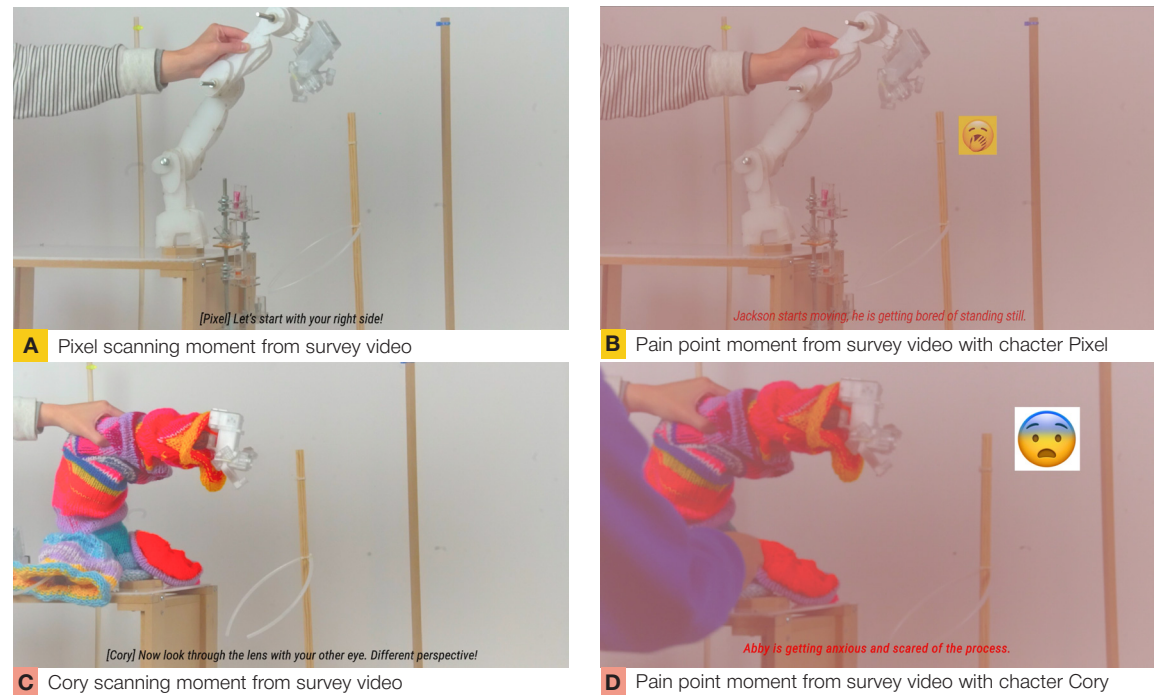 [Pixel] Let's start with your right side!
Jackson starts moving, he is getting bored of standing still.
A Pixel scanning moment from survey video
B Pain point moment from survey video with chacter Pixel
[Cory] Now look through the lens with your other eye. Different perspective!
Abby is getting anxious and scared of the process.
C Cory scanning moment from survey video
D Pain point moment from survey video with chacter Cory